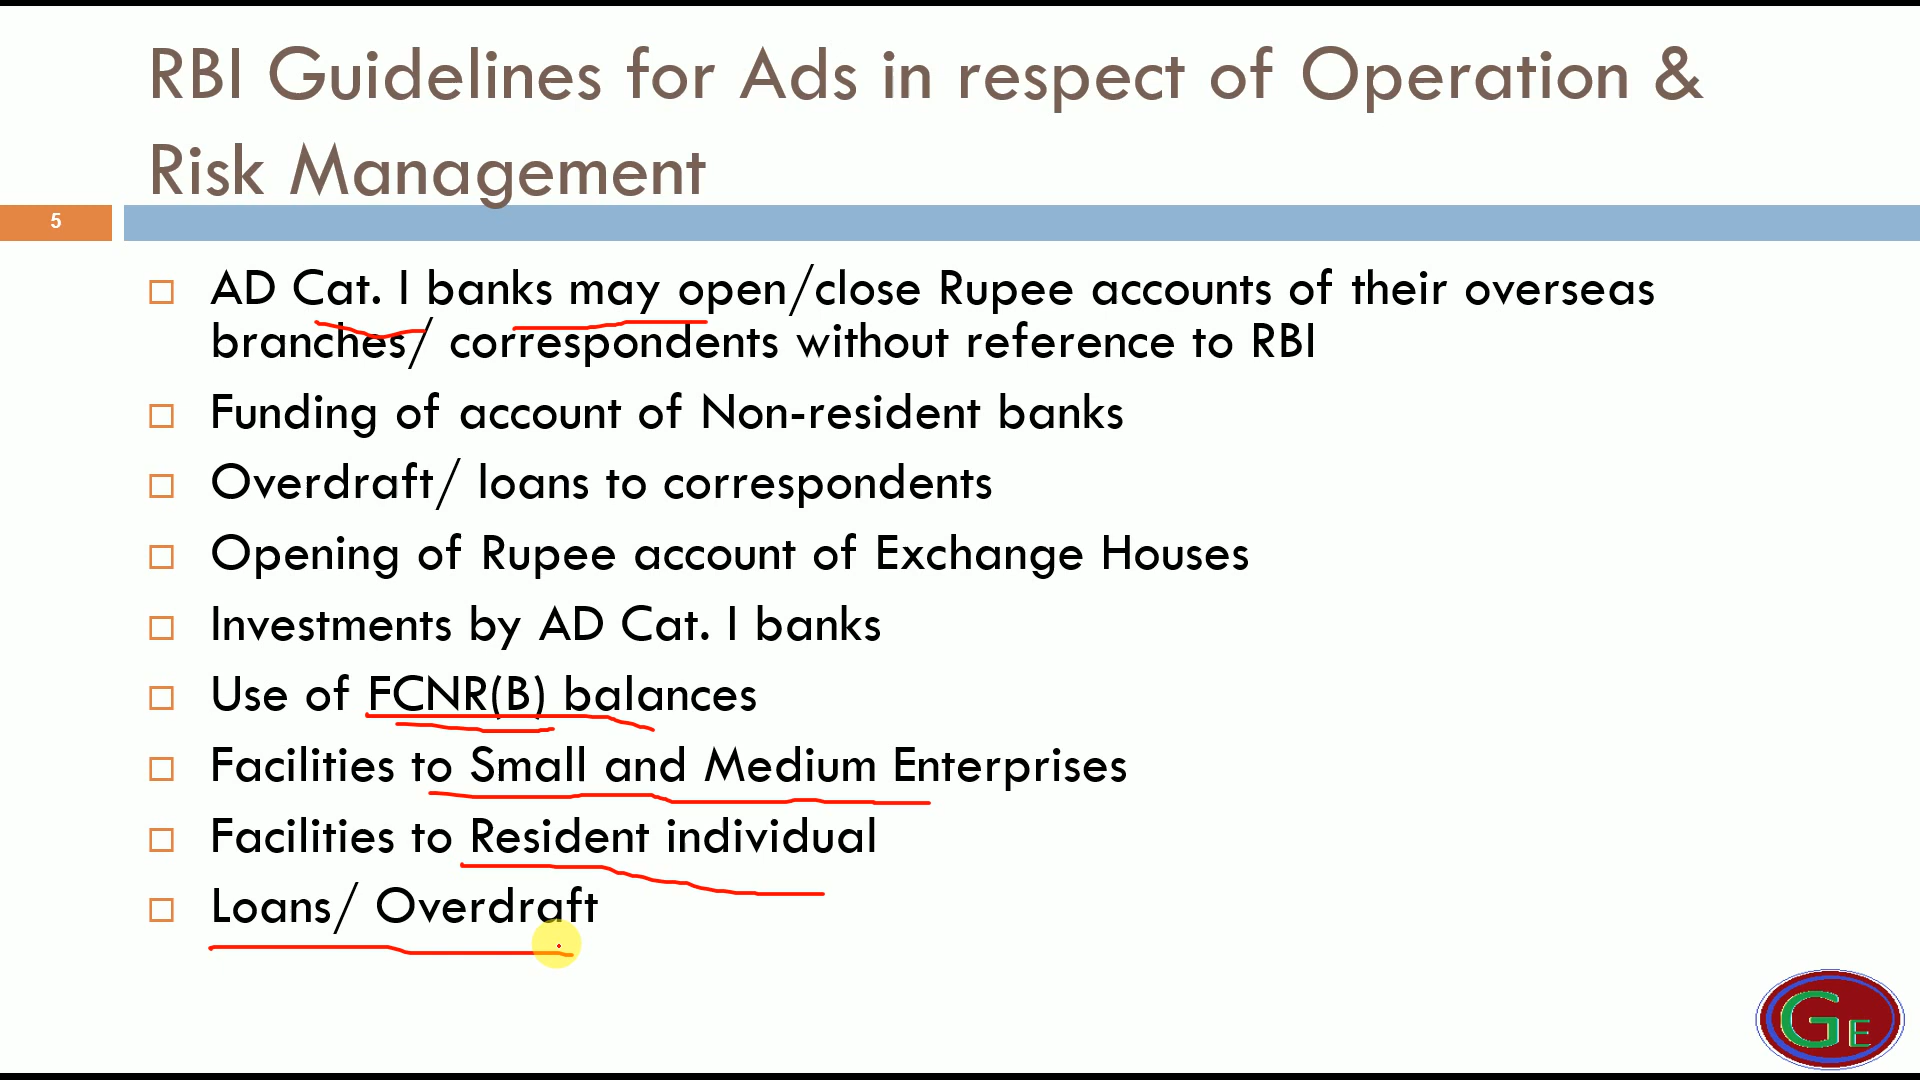 RBI Guidelines for Ads in respect of Operation &
Risk Management
5
AD Cat. I banks may open/close Rupee accounts of their overseas
branches/ correspondents without reference to RBI
Funding of account of Non-resident banks
Overdraft/ loans to correspondents
Opening of Rupee account of Exchange Houses
Investments by AD Cat. I banks
Use of FCNR(B) balances
Facilities to Small and Medium Enterprises
Facilities to Resident individual
Loans/ Overdraft
GE